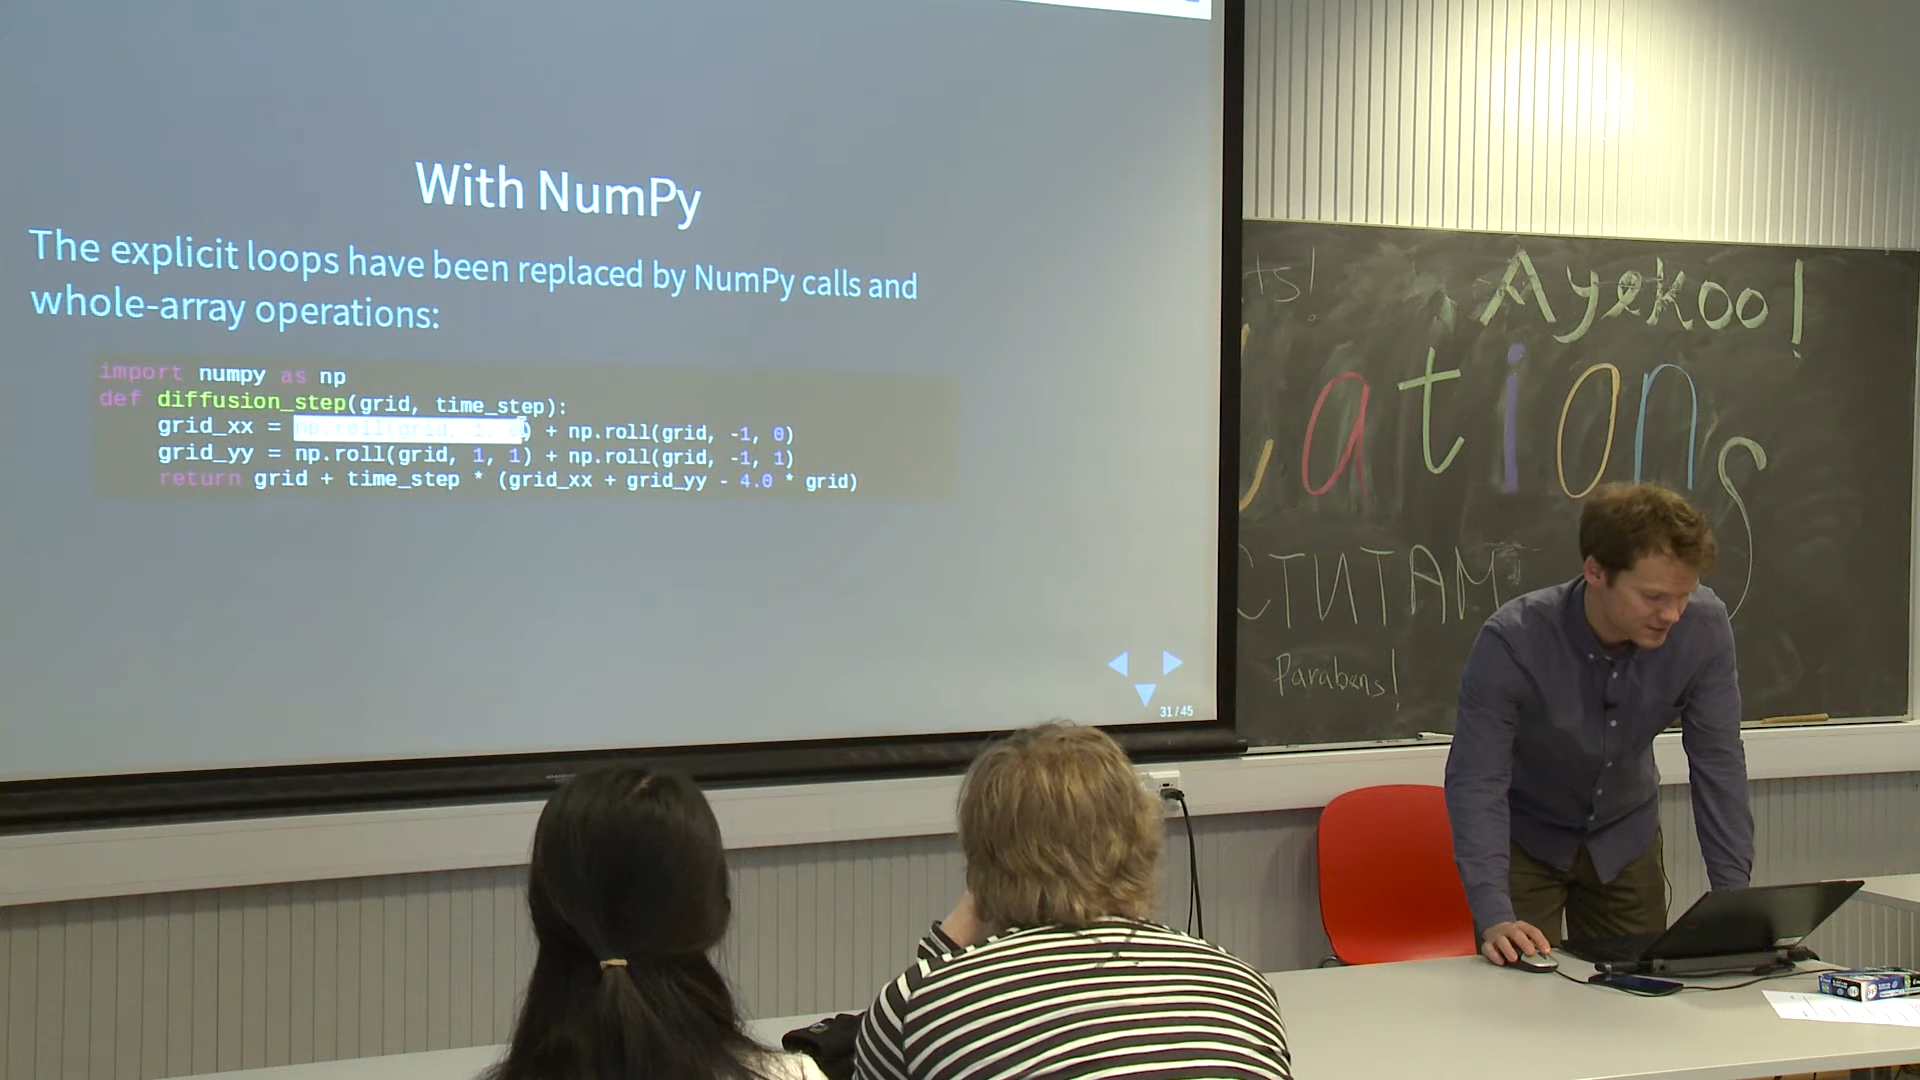 With NumPy
The explicit loops have been replaced by NumPy calls and
whole-array operations:
import numpy as np
def diffusion_step(grid, time_step):
grid_xx = np.roll(grid, 1, 0) + np.roll(grid, -1, 0)
grid_yy = np.roll(grid, 1, 1) + np.roll(grid, -1, 1)
return grid + time_step * (grid_xx + grid_yy - 4.0 * grid)
31/45
ts!
Ayekoo!
ations
СТИТАМ
Parabens!